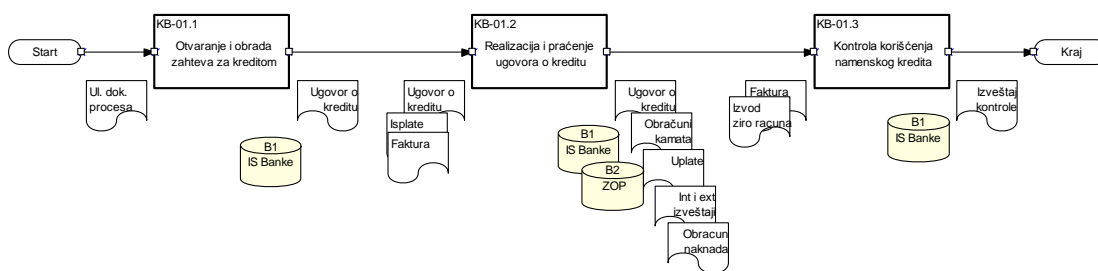 KB-01.1
KB-01.2
KB-01.3
Start
Otvaranje i obrada
zahteva za kreditom
Realizacija i praćenje
ugovora o kreditu
Kontrola korišćenja
namenskog kredita
Kraj
Ul. dok.
procesa
Ugovor o
kreditu
B1
IS Banke
Ugovor o
kreditu
Isplate
Faktura
Ugovor o
kreditu
Obračuni
kamata
Uplate
Int i ext
izveštaji
Obracun
naknada
B1
IS Banke
B2
ZOP
Faktura
Izvod
ziro racuna
B1
IS Banke
Izveštaj
kontrole